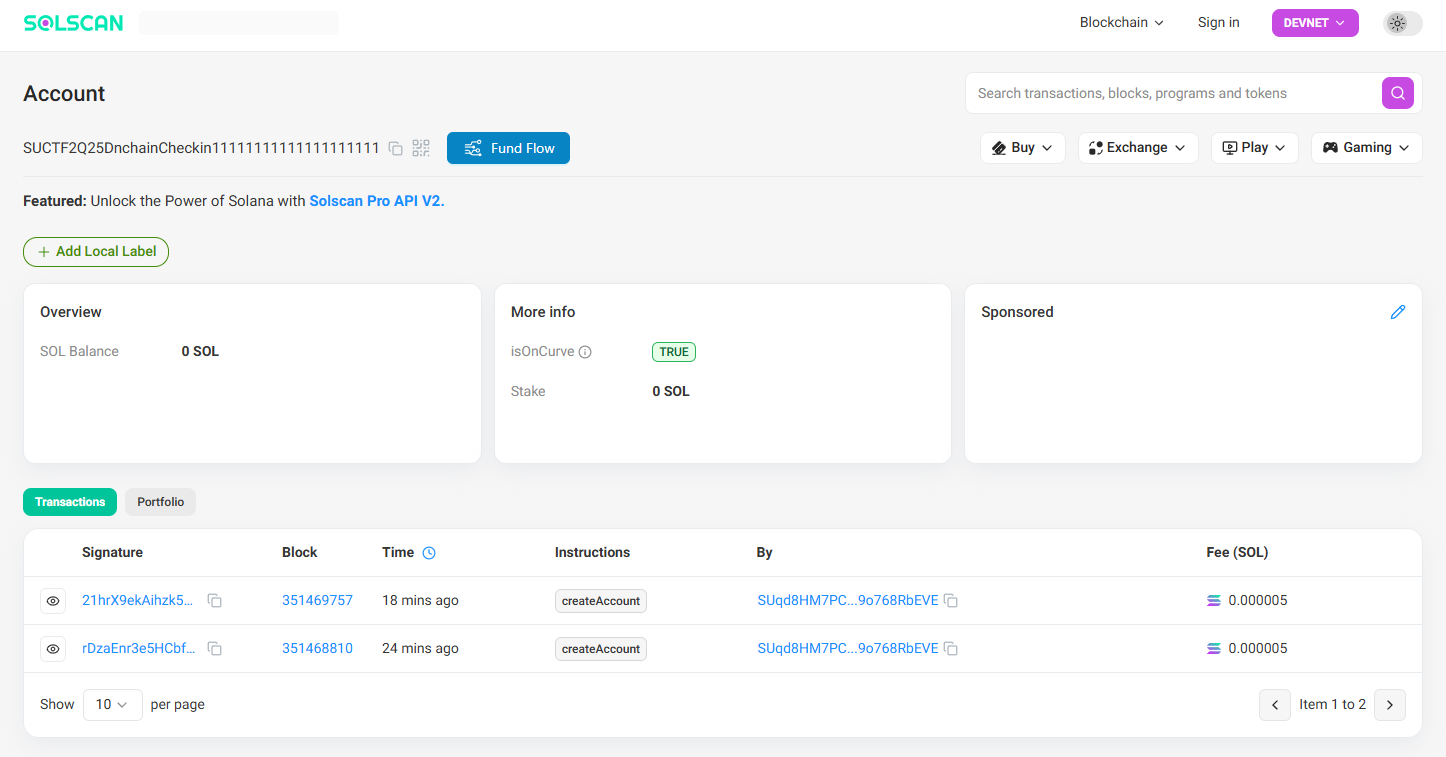 SOLSCAN
Blockchain Sign in DEVNET
Account
Search transactions, blocks, programs and tokens
SUCTF2Q25DnchainCheckin11111111111111111111 Fund Flow
Buy Exchange Play Gaming
Featured: Unlock the Power of Solana with Solscan Pro API V2.
+ Add Local Label
Overview
SOL Balance 0 SOL
More info
isOnCurve TRUE
Stake 0 SOL
Sponsored
Transactions Portfolio
Signature Block Time Instructions By Fee (SOL)
21hrX9ekAihzk5... 351469757 18 mins ago createAccount SUqd8HM7PC...9o768RbEVE 0.000005
rDzaEnr3e5HCbf... 351468810 24 mins ago createAccount SUqd8HM7PC...9o768RbEVE 0.000005
Show 10 per page Item 1 to 2